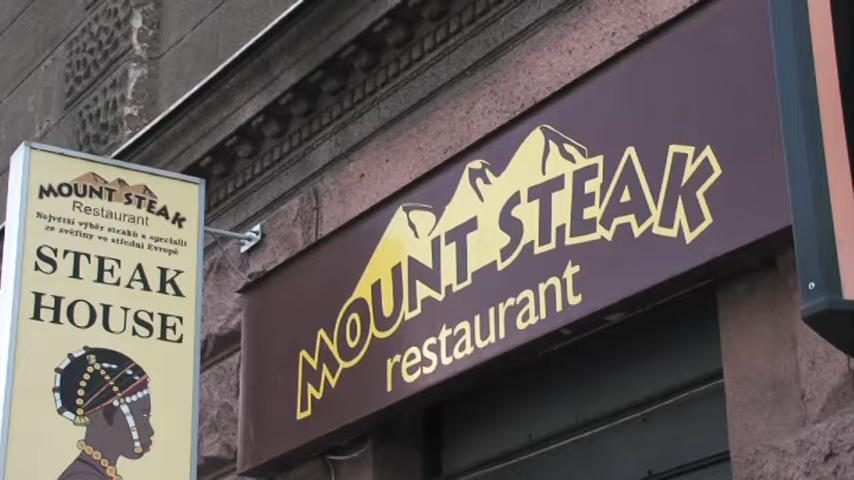 MOUNT STEAK
Restaurant
Největší výběr steaků a specialit
ze zvěřiny ve střední Evropě
STEAK
HOUSE
MOUNT STEAK
restaurant